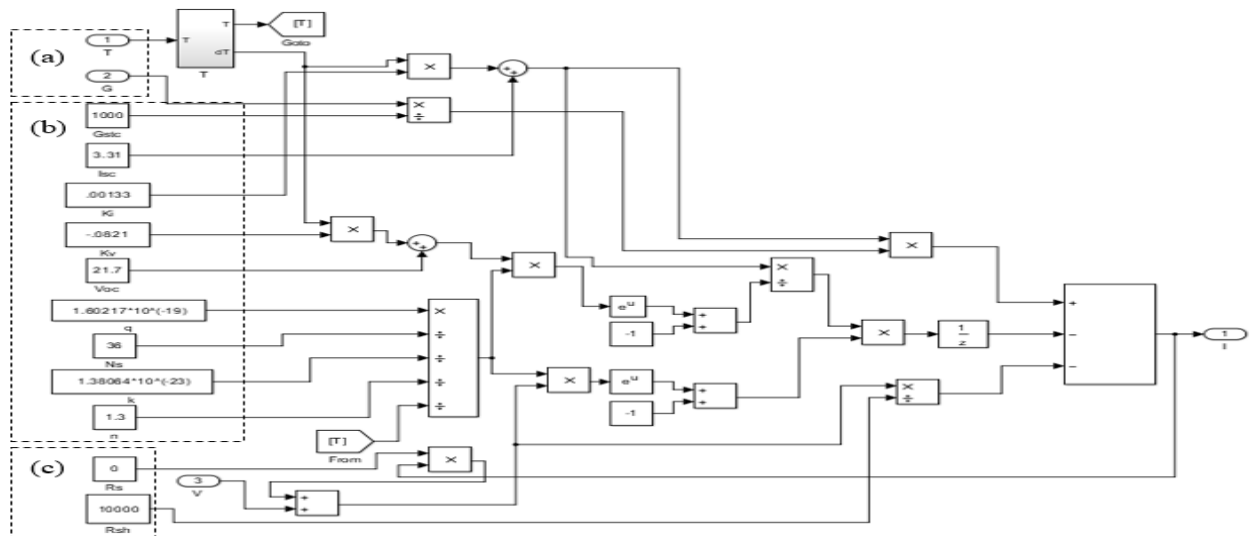 (a)
1
T
2
G
T
T
dT
T
[T]
Goto
(b)
1000
Gstc
3.31
Isc
.00133
Ki
-.0821
Kv
21.7
Voc
1.60217*10^(-19)
q
36
Ns
1.38064*10^(-23)
k
1.3
n
(c)
0
Rs
10000
Rsh
3
V
[T]
From
×
+
+
×
÷
×
+
+
×
×
÷
÷
÷
÷
×
e^u
-1
+
+
×
÷
×
e^u
-1
+
+
×
1
z
×
×
÷
×
+
+
+
−
−
1
I